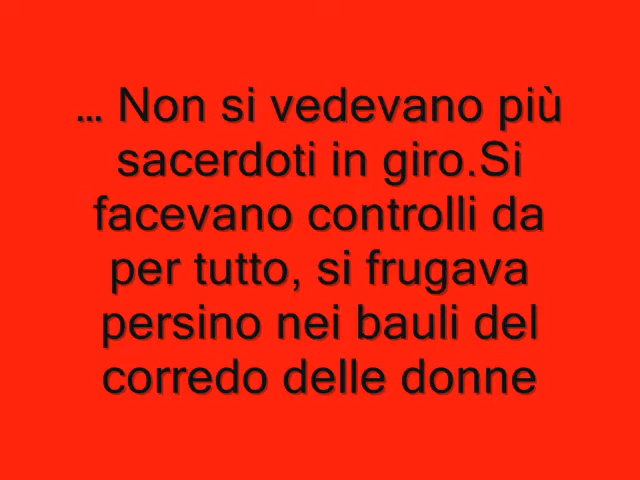 ... Non si vedevano più
sacerdoti in giro.Si
facevano controlli da
per tutto, si frugava
persino nei bauli del
corredo delle donne